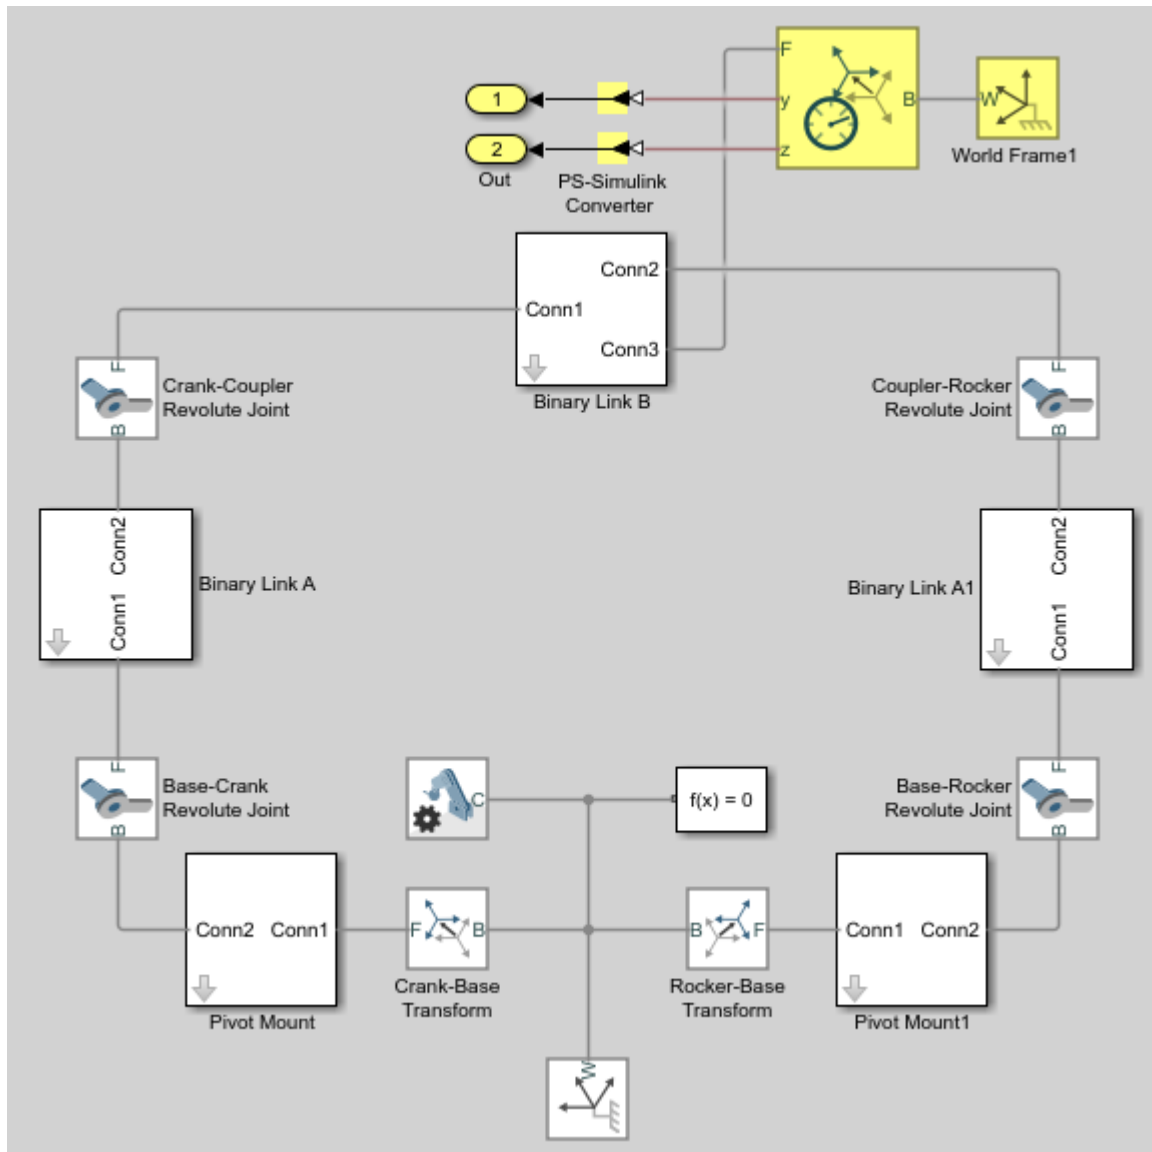 F
1
y
B
W
2
z
Out
PS-Simulink
Converter
World Frame1
Conn2
Conn1
Conn3
Binary Link B
F
Crank-Coupler
Revolute Joint
B
Coupler-Rocker
Revolute Joint
F
B
Conn2
Conn1
Binary Link A
Binary Link A1
Conn2
Conn1
F
Base-Crank
Revolute Joint
B
C
f(x) = 0
Base-Rocker
Revolute Joint
F
B
Conn2 Conn1
Pivot Mount
F B
Crank-Base
Transform
B F
Rocker-Base
Transform
Conn1 Conn2
Pivot Mount1
W